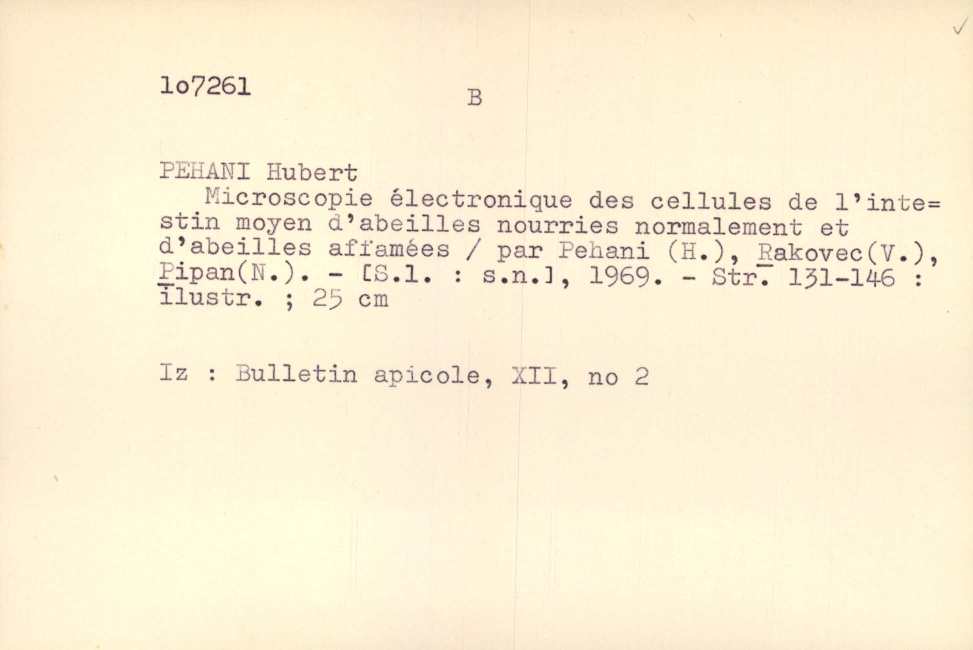 lo7261
B
PEHANI Hubert
Microscopie électronique des cellules de l'inte=
stin moyen d'abeilles nourries normalement et
d'abeilles affamées / par Pehani (H.), Rakovec(V.),
Pipan(N.). - [S.l. : s.n.], 1969. - Str. 131-146 :
ilustr. ; 25 cm
Iz : Bulletin apicole, XII, no 2